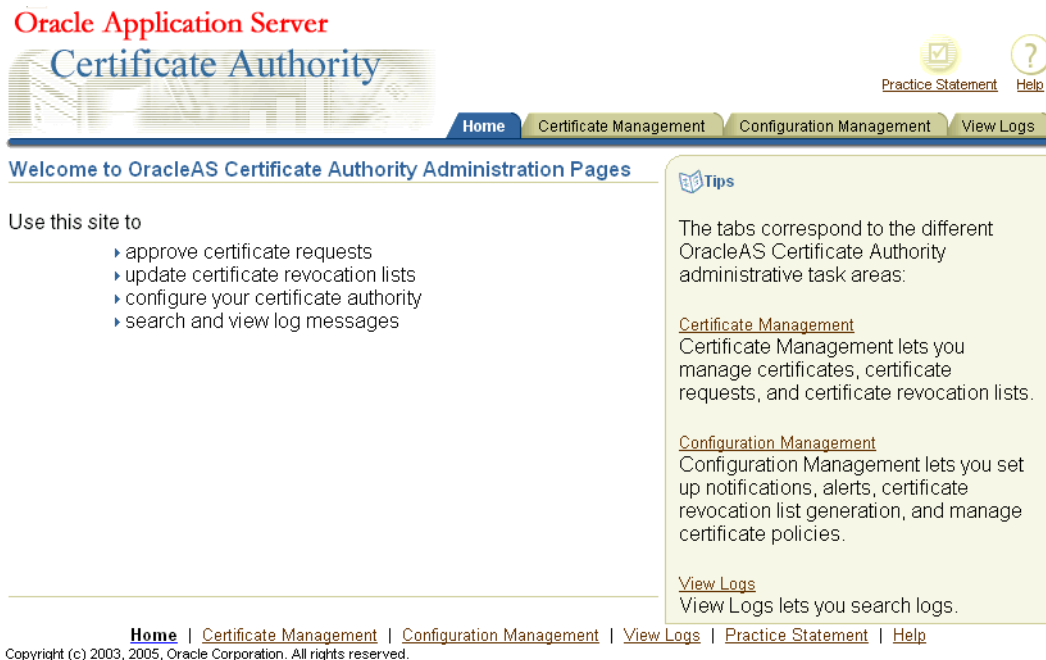 Oracle Application Server
Certificate Authority
Practice Statement
Help
Home
Certificate Management
Configuration Management
View Logs
Welcome to OracleAS Certificate Authority Administration Pages
Use this site to
approve certificate requests
update certificate revocation lists
configure your certificate authority
search and view log messages
Tips
The tabs correspond to the different
OracleAS Certificate Authority
administrative task areas:
Certificate Management
Certificate Management lets you
manage certificates, certificate
requests, and certificate revocation lists.
Configuration Management
Configuration Management lets you set
up notifications, alerts, certificate
revocation list generation, and manage
certificate policies.
View Logs
View Logs lets you search logs.
Home | Certificate Management | Configuration Management | View Logs | Practice Statement | Help
Copyright (c) 2003, 2005, Oracle Corporation. All rights reserved.